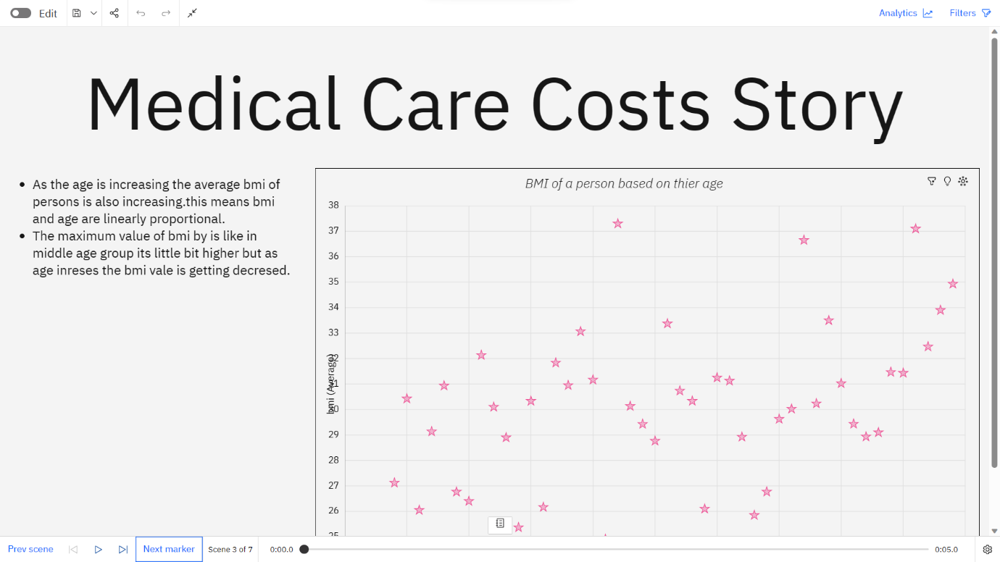 Edit
Analytics
Filters
Medical Care Costs Story
As the age is increasing the average bmi of
persons is also increasing.this means bmi
and age are linearly proportional.
The maximum value of bmi by is like in
middle age group its little bit higher but as
age inreses the bmi vale is getting decresed.
BMI of a person based on thier age
bmi (Average)
38
37
36
35
34
33
32
31
30
29
28
27
26
25
Prev scene
Next marker
Scene 3 of 7
0:00.0
0:05.0